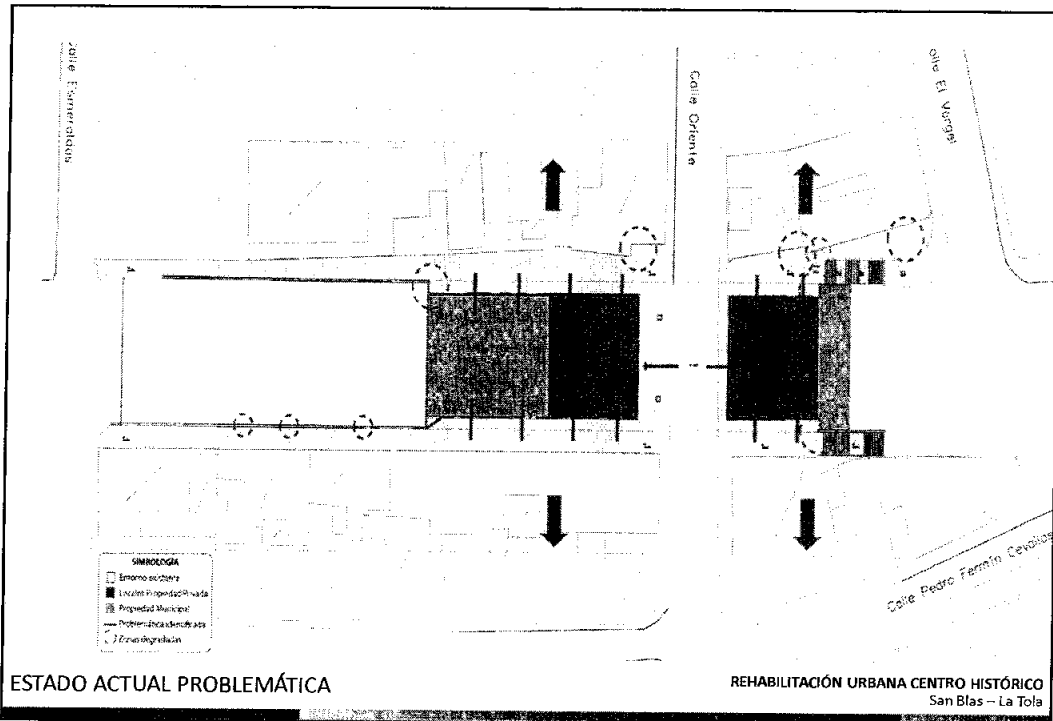 Calle Esmeraldas
Calle Oriente
Calle El Vergel
Calle Pedro Fermín Cevallos
SIMBOLOGÍA
Entorno existente
Locales Propiedad Privada
Propiedad Municipal
Problemática identificada
Zonas degradadas
ESTADO ACTUAL PROBLEMÁTICA
REHABILITACIÓN URBANA CENTRO HISTÓRICO
San Blas – La Tola